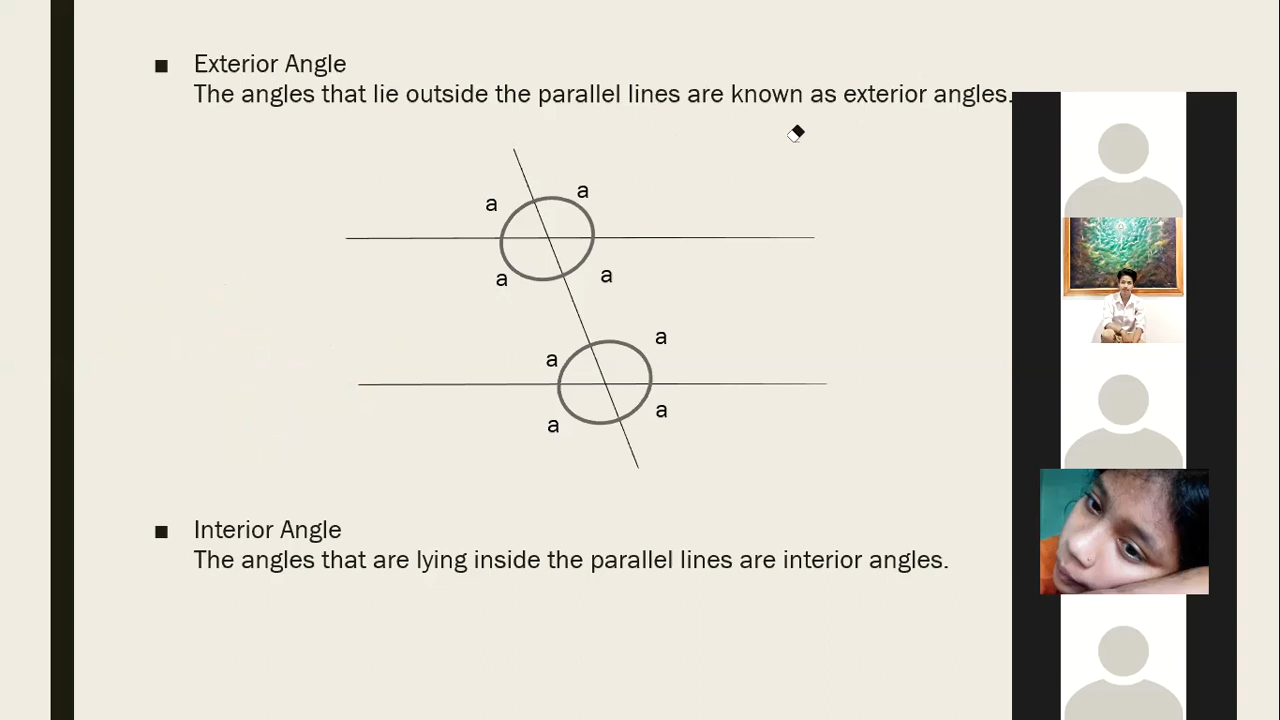 ■ Exterior Angle
The angles that lie outside the parallel lines are known as exterior angles.
a a
a a
a a
a a
■ Interior Angle
The angles that are lying inside the parallel lines are interior angles.